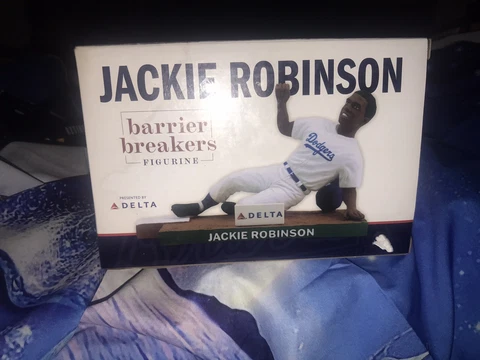 JACKIE ROBINSON
barrier
breakers
FIGURINE
Dodgers
PRESENTED BY
DELTA
DELTA
JACKIE ROBINSON